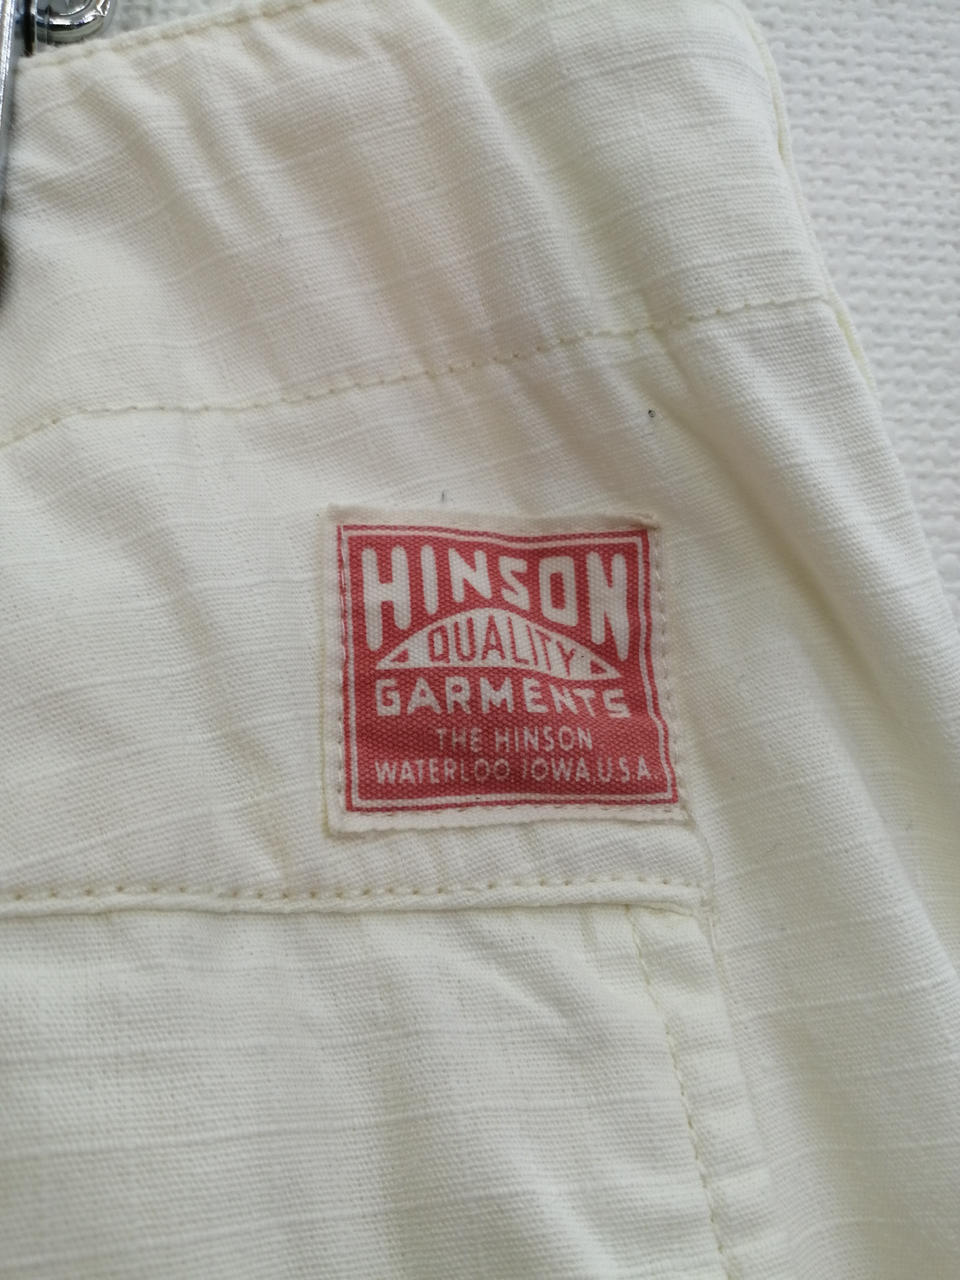 HINSON
QUALITY
GARMENTS
THE HINSON
WATERLOO IOWA.U.S.A